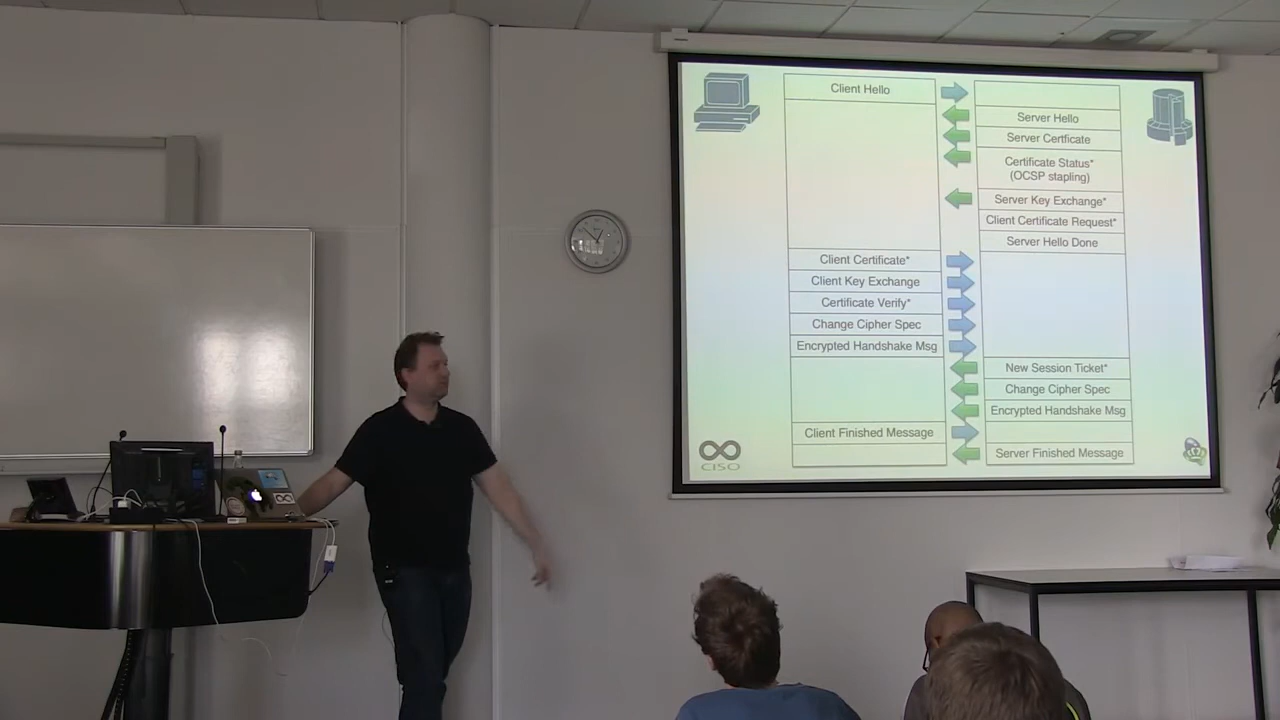 Client Hello
Server Hello
Server Certficate
Certificate Status*
(OCSP stapling)
Server Key Exchange*
Client Certificate Request*
Server Hello Done
Client Certificate*
Client Key Exchange
Certificate Verify*
Change Cipher Spec
Encrypted Handshake Msg
New Session Ticket*
Change Cipher Spec
Encrypted Handshake Msg
Client Finished Message
Server Finished Message
CISO